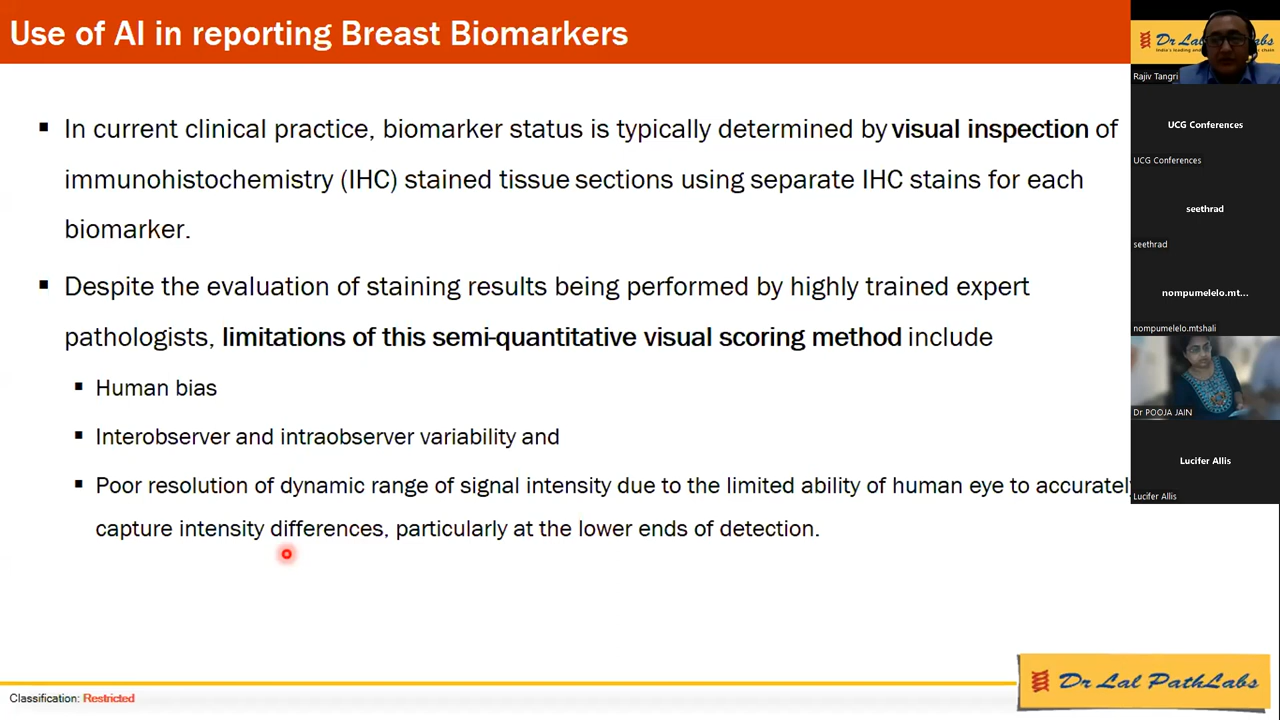 Use of AI in reporting Breast Biomarkers
▪ In current clinical practice, biomarker status is typically determined by visual inspection of
immunohistochemistry (IHC) stained tissue sections using separate IHC stains for each
biomarker.
▪ Despite the evaluation of staining results being performed by highly trained expert
pathologists, limitations of this semi-quantitative visual scoring method include
▪ Human bias
▪ Interobserver and intraobserver variability and
▪ Poor resolution of dynamic range of signal intensity due to the limited ability of human eye to accurately
capture intensity differences, particularly at the lower ends of detection.
Classification: Restricted
Dr Lal PathLabs
Rajiv Tangri
UCG Conferences
UCG Conferences
seethrad
seethrad
nompumelelo.mt...
nompumelelo.mtshali
Dr POOJA JAIN
Lucifer Allis
Lucifer Allis